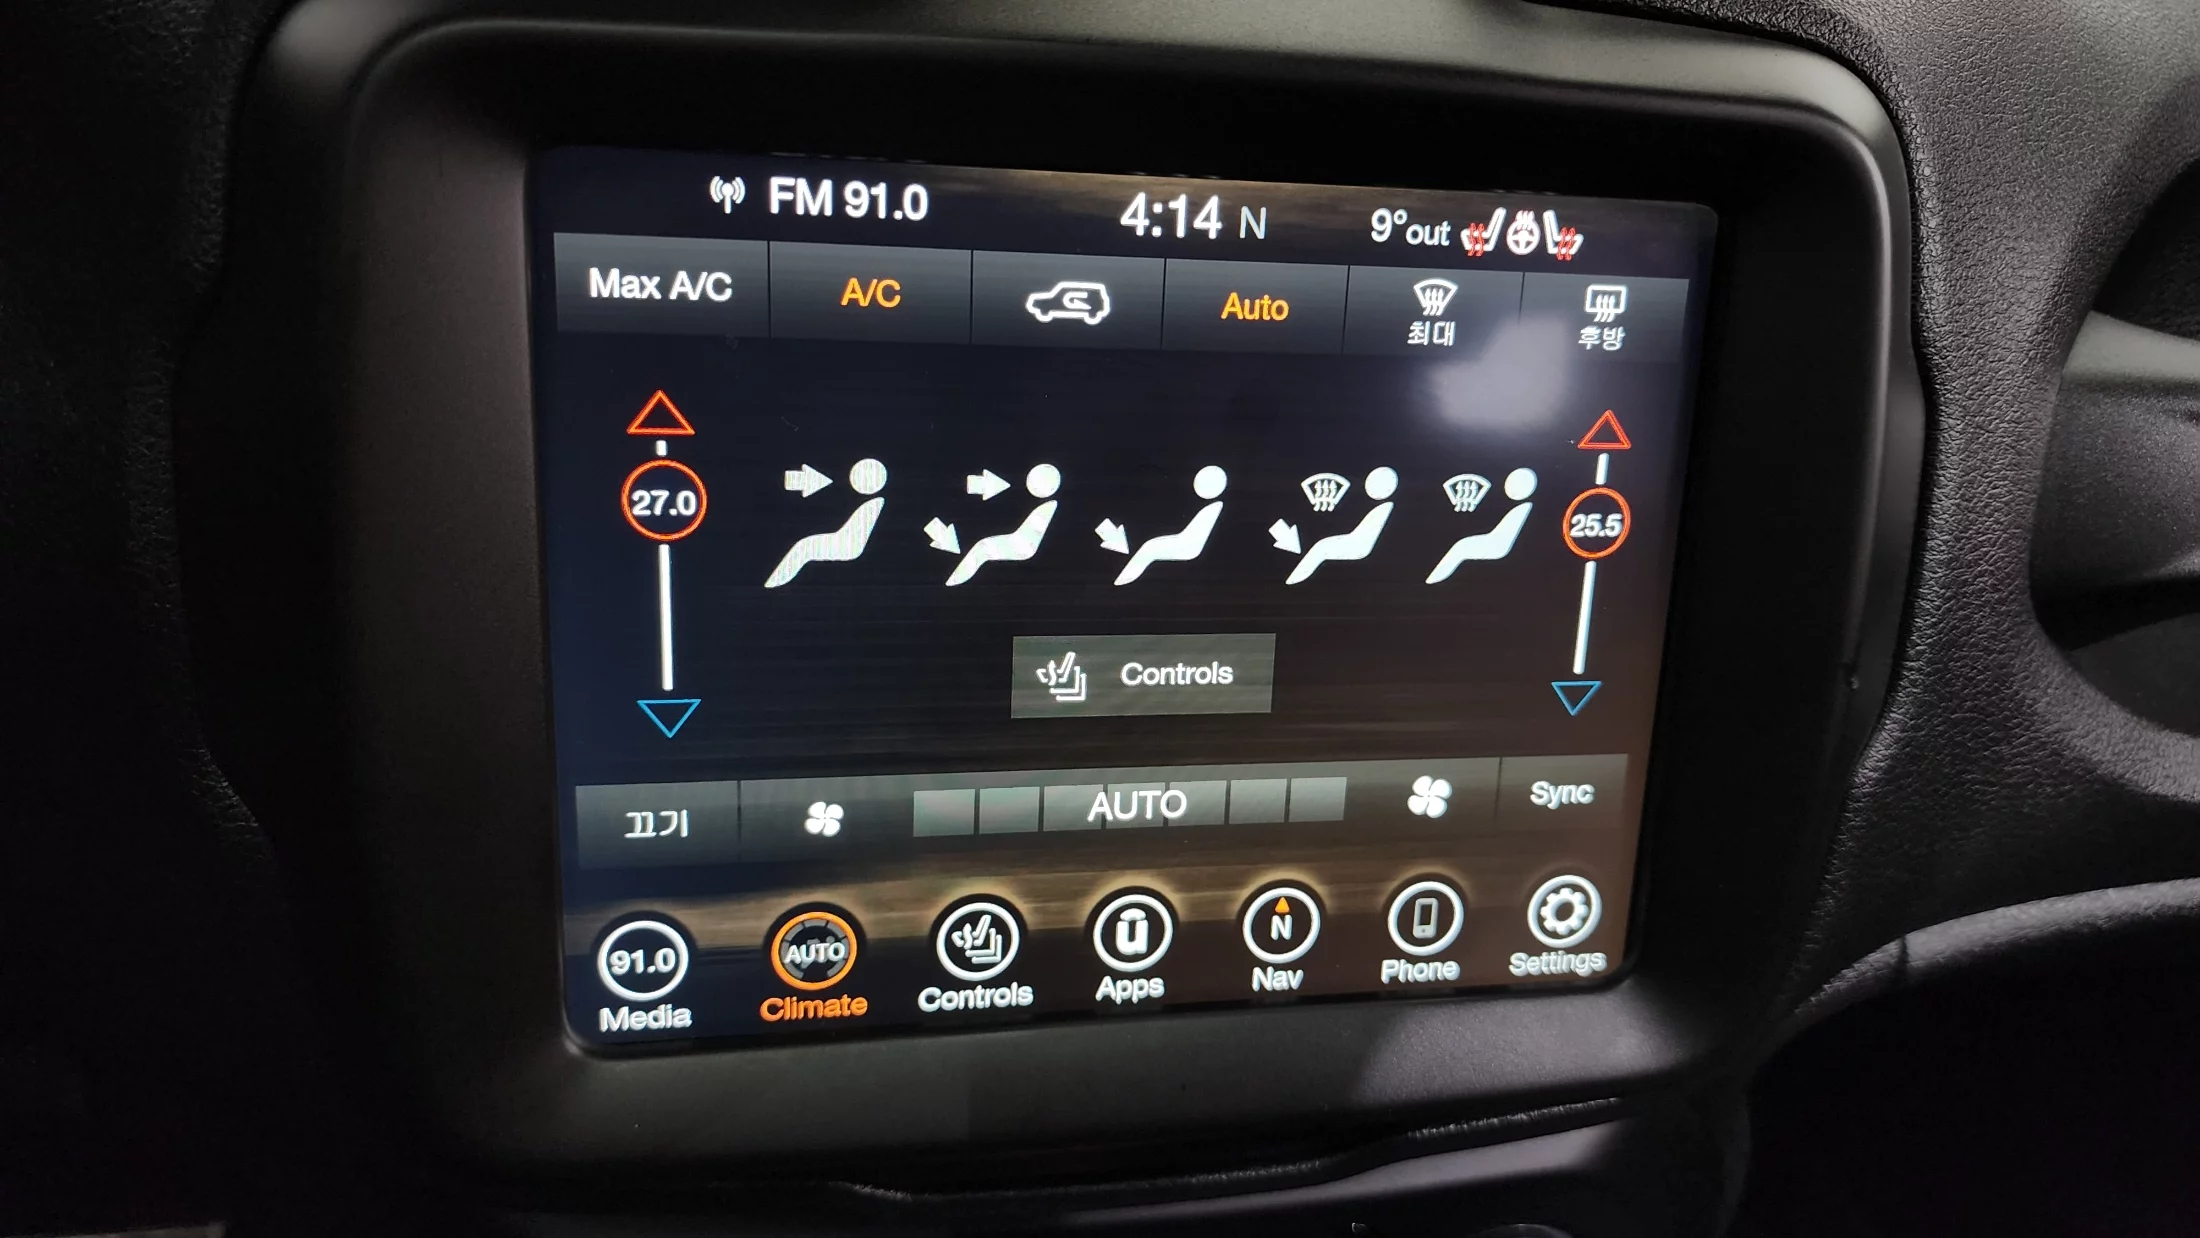 FM 91.0 4:14 N 9°out
Max A/C A/C Auto 최대 후방
27.0 25.5
Controls
끄기 AUTO Sync
91.0 AUTO u N
Media Climate Controls Apps Nav Phone Settings